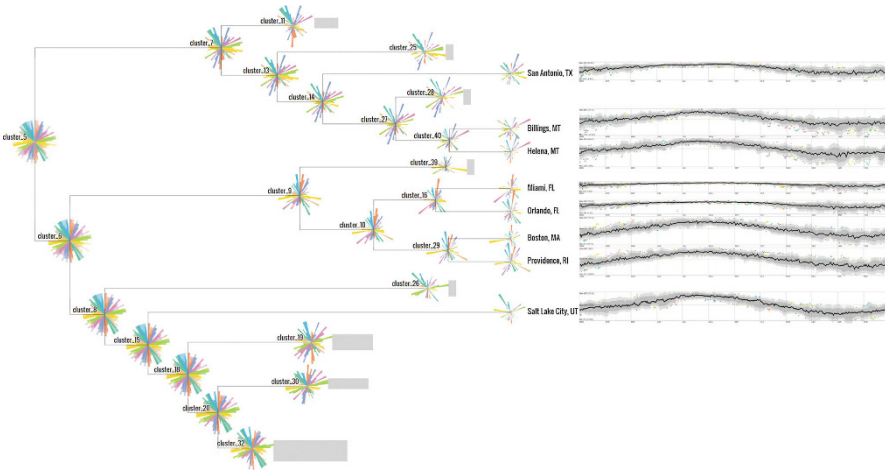 cluster_11
cluster_7
cluster_25
cluster_13
San Antonio, TX
cluster_28
cluster_14
cluster_27
Billings, MT
cluster_40
cluster_5
Helena, MT
cluster_39
Miami, FL
cluster_9
cluster_16
Orlando, FL
cluster_10
Boston, MA
cluster_6
cluster_29
Providence, RI
cluster_26
cluster_8
Salt Lake City, UT
cluster_15
cluster_19
cluster_18
cluster_30
cluster_20
cluster_32